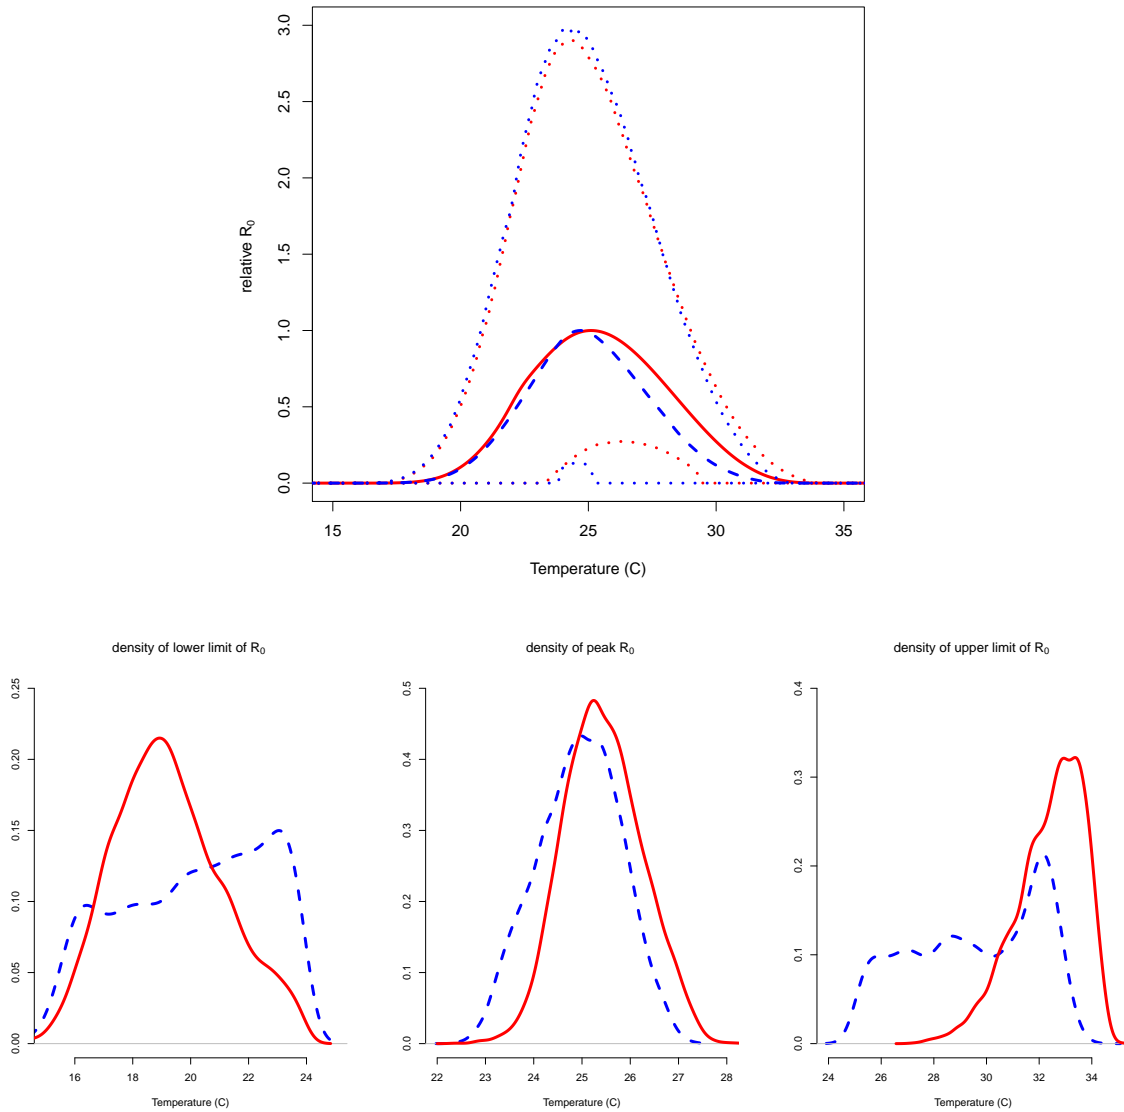 3.0
2.5
2.0
1.5
1.0
0.5
0.0
relative R₀
15 20 25 30 35
Temperature (C)
density of lower limit of R₀
0.25
0.20
0.15
0.10
0.05
0.00
16 18 20 22 24
Temperature (C)
density of peak R₀
0.5
0.4
0.3
0.2
0.1
0.0
22 23 24 25 26 27 28
Temperature (C)
density of upper limit of R₀
0.4
0.3
0.2
0.1
0.0
24 26 28 30 32 34
Temperature (C)